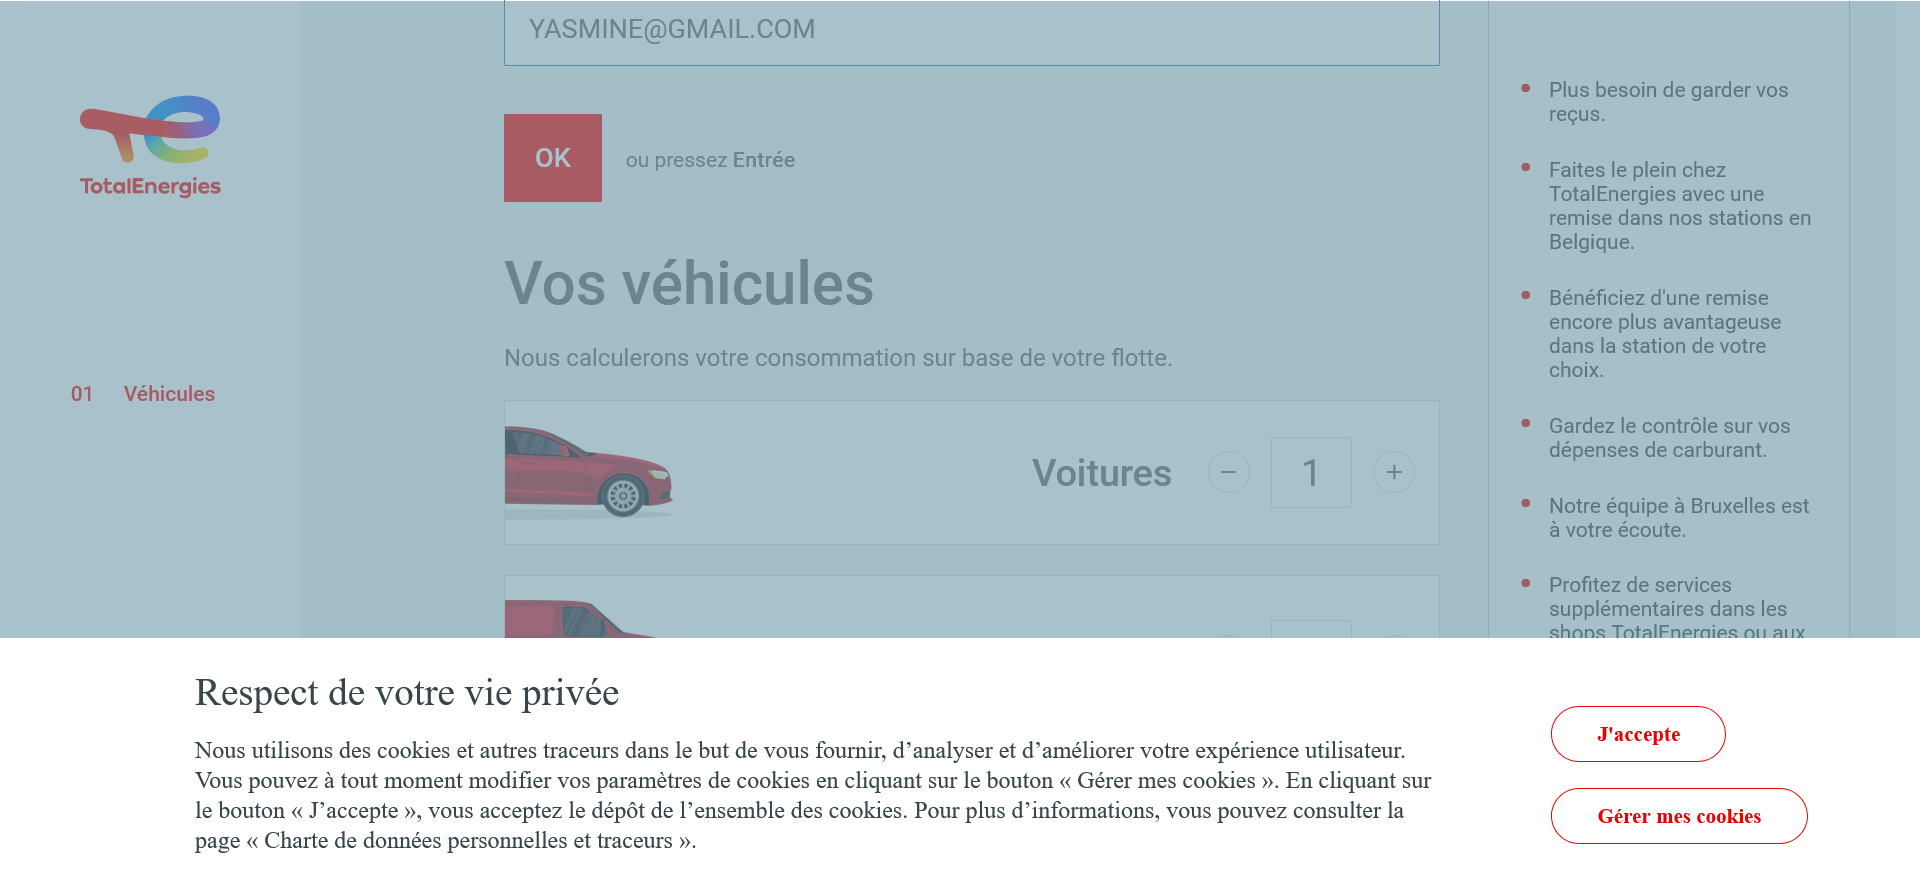 YASMINE@GMAIL.COM
OK
ou pressez Entrée
TotalEnergies
01 Véhicules
Vos véhicules
Nous calculerons votre consommation sur base de votre flotte.
Voitures
−
1
+
Plus besoin de garder vos
reçus.
Faites le plein chez
TotalEnergies avec une
remise dans nos stations en
Belgique.
Bénéficiez d'une remise
encore plus avantageuse
dans la station de votre
choix.
Gardez le contrôle sur vos
dépenses de carburant.
Notre équipe à Bruxelles est
à votre écoute.
Profitez de services
supplémentaires dans les
shops TotalEnergies ou aux
Respect de votre vie privée
Nous utilisons des cookies et autres traceurs dans le but de vous fournir, d’analyser et d’améliorer votre expérience utilisateur.
Vous pouvez à tout moment modifier vos paramètres de cookies en cliquant sur le bouton « Gérer mes cookies ». En cliquant sur
le bouton « J’accepte », vous acceptez le dépôt de l’ensemble des cookies. Pour plus d’informations, vous pouvez consulter la
page « Charte de données personnelles et traceurs ».
J'accepte
Gérer mes cookies